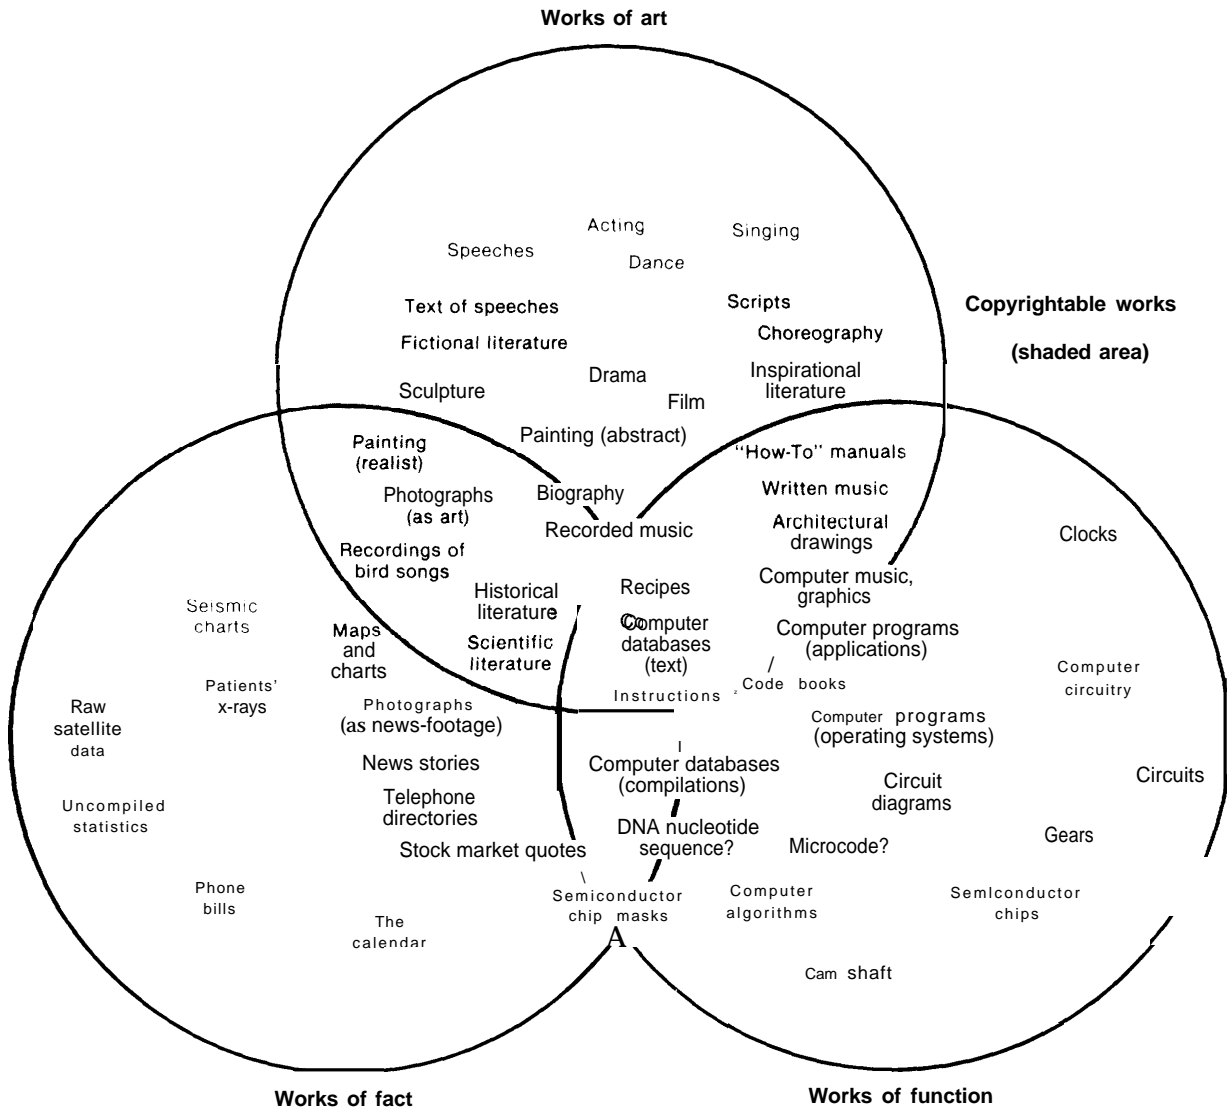 Works of art
Acting
Singing
Speeches
Dance
Text of speeches
Scripts
Copyrightable works
(shaded area)
Choreography
Fictional literature
Drama
Inspirational
literature
Sculpture
Film
Painting (abstract)
Painting
(realist)
"How-To" manuals
Photographs
(as art)
Biography
Written music
Recorded music
Architectural
drawings
Clocks
Recordings of
bird songs
Historical
literature
Recipes
Computer music,
graphics
Seismic
charts
Maps
and
charts
Scientific
literature
Computer
databases
(text)
Computer programs
(applications)
Computer
circuitry
Patients'
x-rays
Instructions
Code books
Raw
satellite
data
Photographs
(as news-footage)
Computer programs
(operating systems)
News stories
Computer databases
(compilations)
Circuit
diagrams
Circuits
Uncompiled
statistics
Telephone
directories
DNA nucleotide
sequence?
Microcode?
Gears
Stock market quotes
Phone
bills
Semiconductor
chip masks
Computer
algorithms
SemIconductor
chips
The
calendar
A
Cam shaft
Works of fact
Works of function